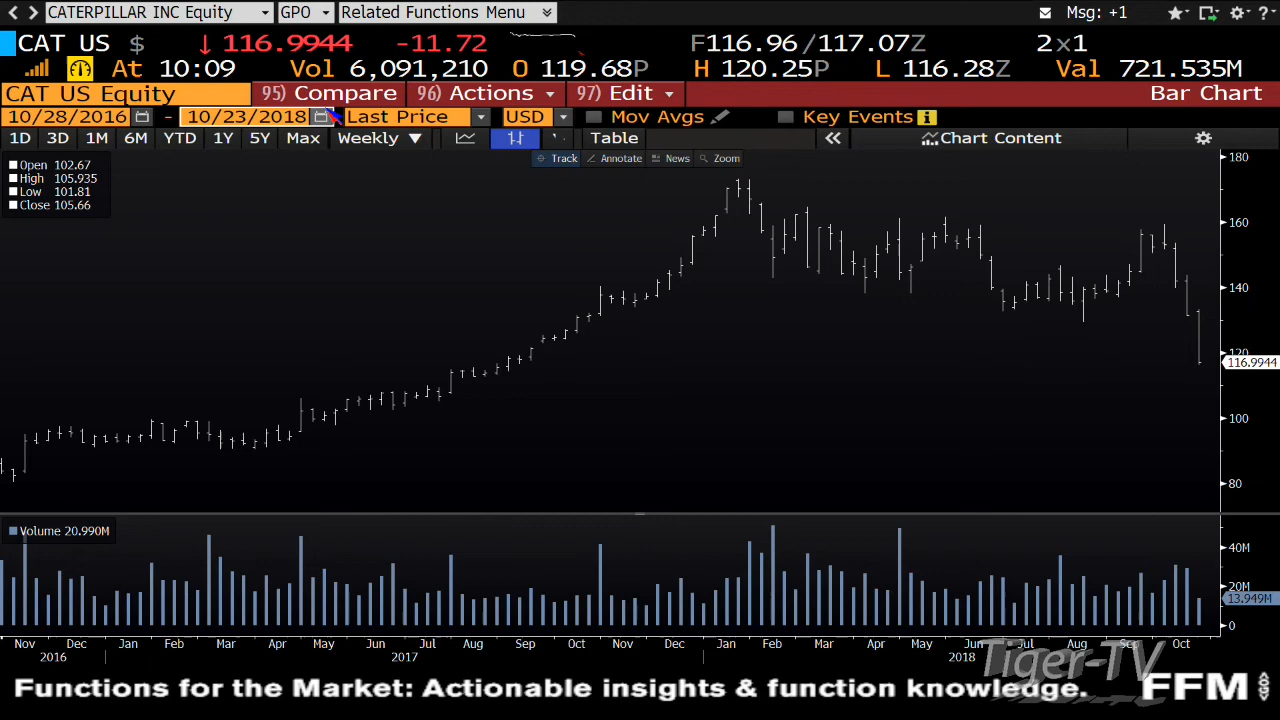 CATERPILLAR INC Equity GPO Related Functions Menu Msg: +1
CAT US $ ↓ 116.9944 -11.72 F116.96/117.07Z 2x1
At 10:09 Vol 6,091,210 O 119.68P H 120.25P L 116.28Z Val 721.535M
CAT US Equity 95) Compare 96) Actions 97) Edit Bar Chart
10/28/2016 - 10/23/2018 Last Price USD Mov Avgs Key Events
1D 3D 1M 6M YTD 1Y 5Y Max Weekly ▼ Table « Chart Content
Track Annotate News Zoom
Open 102.67
High 105.935
Low 101.81
Close 105.66
180
160
140
120
116.9944
100
80
Volume 20.990M
40M
20M
13.949M
0
Nov Dec Jan Feb Mar Apr May Jun Jul Aug Sep Oct Nov Dec Jan Feb Mar Apr May Jun Jul Aug Sep Oct
2016 2017 2018
Tiger-TV
Functions for the Market: Actionable insights & function knowledge. FFM